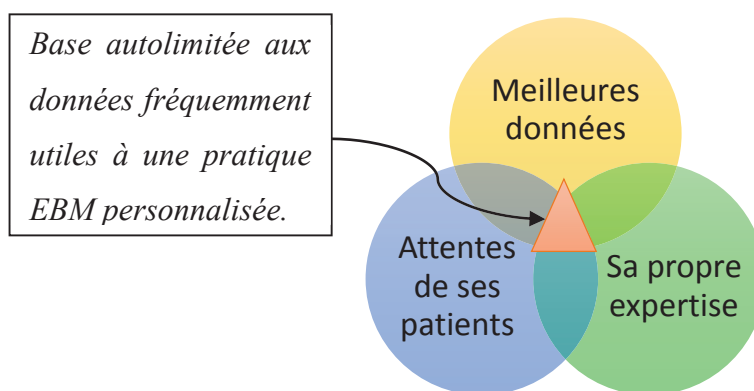 Base autolimitée aux
données fréquemment
utiles à une pratique
EBM personnalisée.
Meilleures
données
Attentes
de ses
patients
Sa propre
expertise